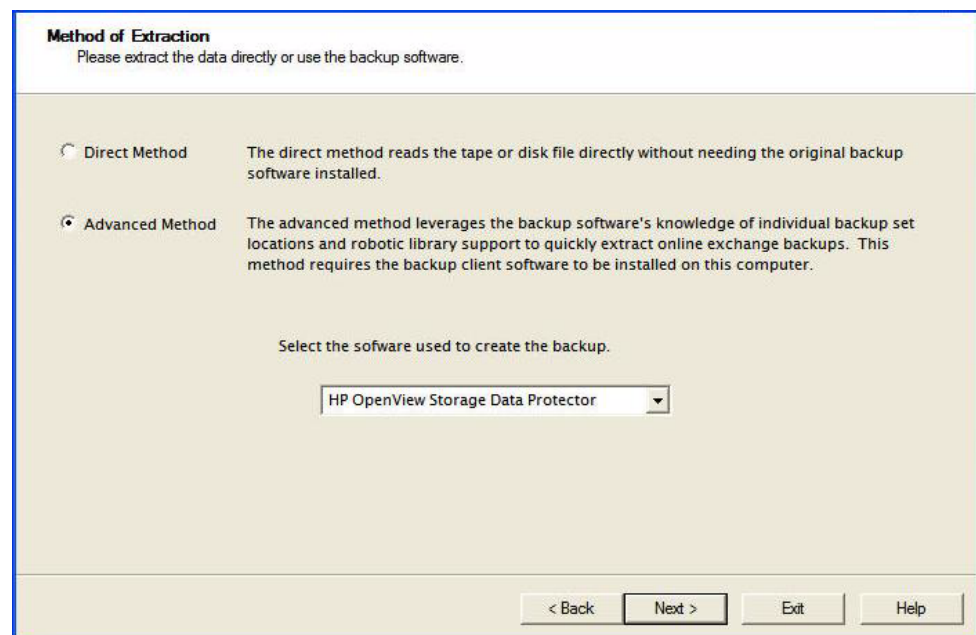 Method of Extraction
Please extract the data directly or use the backup software.
Direct Method
The direct method reads the tape or disk file directly without needing the original backup
software installed.
Advanced Method
The advanced method leverages the backup software's knowledge of individual backup set
locations and robotic library support to quickly extract online exchange backups. This
method requires the backup client software to be installed on this computer.
Select the sofware used to create the backup.
HP OpenView Storage Data Protector
< Back
Next >
Exit
Help